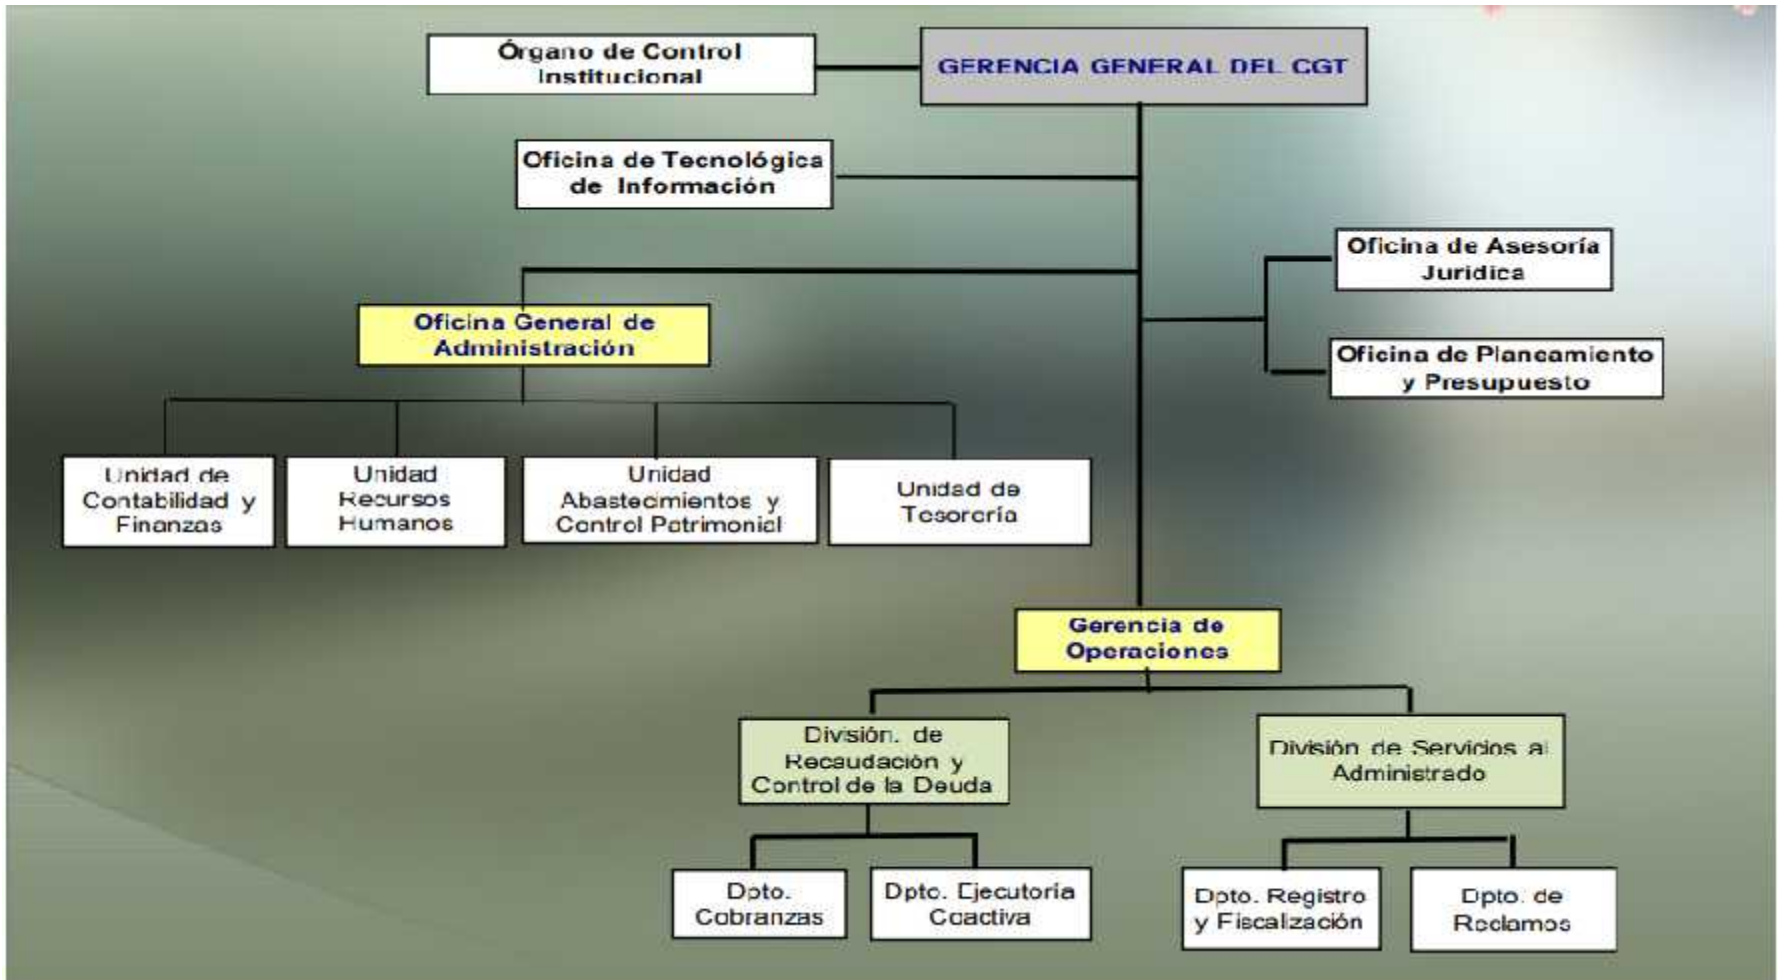 Órgano de Control
Institucional
GERENCIA GENERAL DEL CGT
Oficina de Tecnológica
de Información
Oficina de Asesoría
Jurídica
Oficina General de
Administración
Oficina de Planeamiento
y Presupuesto
Unidad de
Contabilidad y
Finanzas
Unidad
Recursos
Humanos
Unidad
Abastecimientos y
Control Patrimonial
Unidad de
Tesorería
Gerencia de
Operaciones
División. de
Recaudación y
Control de la Deuda
División de Servicios al
Administrado
Dpto.
Cobranzas
Dpto. Ejecutoría
Coactiva
Dpto. Registro
y Fiscalización
Dpto. de
Reclamos